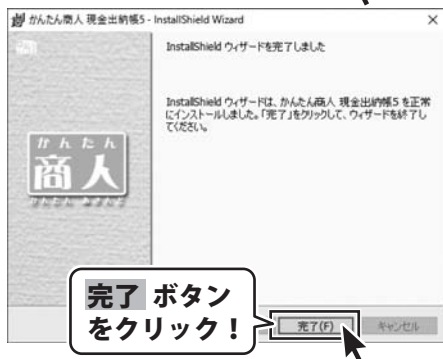 かんたん商人 現金出納帳5 - InstallShield Wizard
InstallShield ウィザードを完了しました
InstallShield ウィザードは、かんたん商人 現金出納帳5 を正常
にインストールしました。「完了」をクリックして、ウィザードを終了し
てください。
かんたん
商人
完了 ボタン
をクリック！
完了(F)
キャンセル